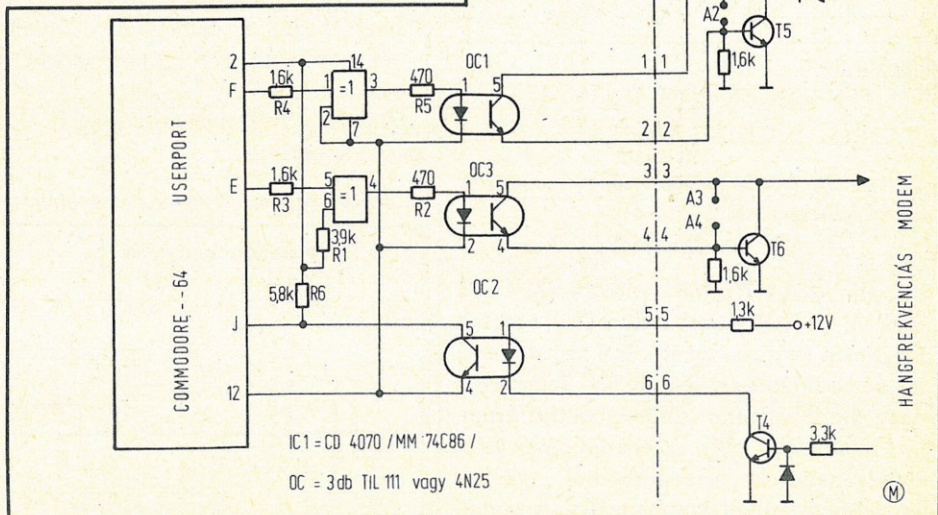 A2
T5
1,6k
2
F
1,6k
R4
1
2
14
=1
7
3
470
R5
OC1
1
5
1 1
2 2
USERPORT
COMMODORE--64
E
R3
1,6k
5
6
=1
4
3,9k
R1
470
R2
OC3
1
2
5
4
3 3
A3
A4
4 4
T6
1,6k
5,8k
R6
J
12
OC2
5
4
1
2
5 5
1,3k
+12V
6 6
T4
3,3k
HANGFREKVENCIÁS MODEM
IC1 = CD 4070 / MM 74C86 /
OC = 3db TIL 111 vagy 4N25
M